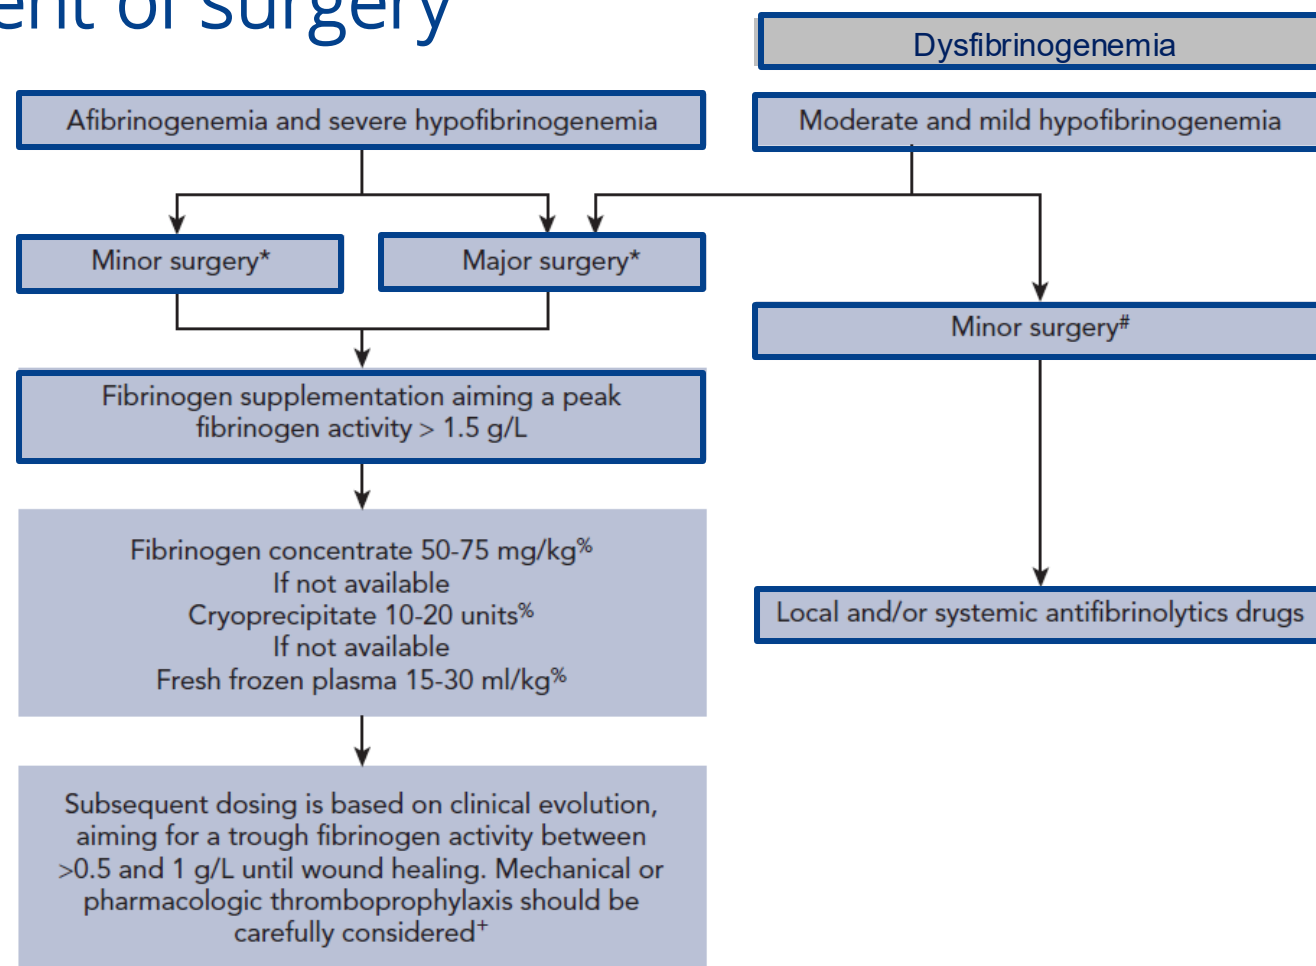 ent of surgery
Dysfibrinogenemia
Afibrinogenemia and severe hypofibrinogenemia
Moderate and mild hypofibrinogenemia
Minor surgery*
Major surgery*
Minor surgery#
Fibrinogen supplementation aiming a peak
fibrinogen activity > 1.5 g/L
Fibrinogen concentrate 50-75 mg/kg%
If not available
Cryoprecipitate 10-20 units%
If not available
Fresh frozen plasma 15-30 ml/kg%
Local and/or systemic antifibrinolytics drugs
Subsequent dosing is based on clinical evolution,
aiming for a trough fibrinogen activity between
>0.5 and 1 g/L until wound healing. Mechanical or
pharmacologic thromboprophylaxis should be
carefully considered+